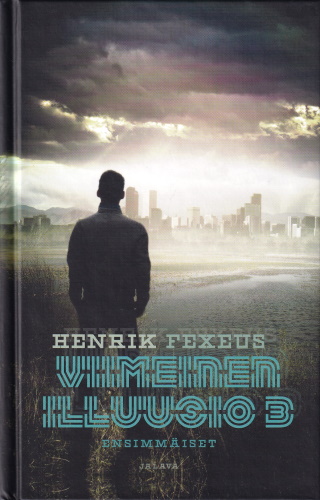 HENRIK FEXEUS
VIIMEINEN
ILLUUSIO 3
ENSIMMÄISET
JALAVA